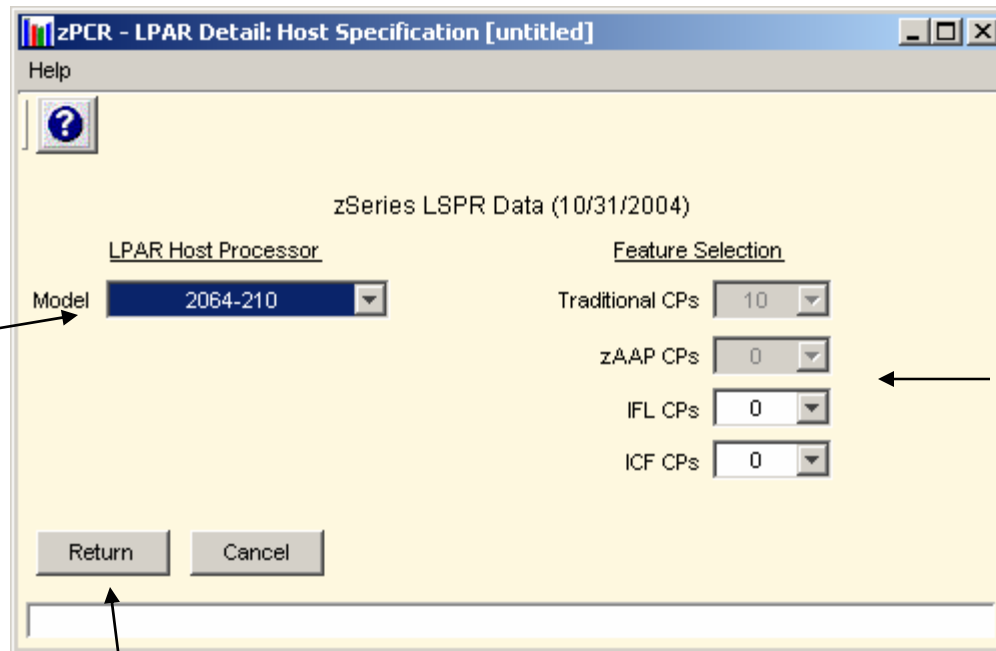 zPCR - LPAR Detail: Host Specification [untitled]
Help
zSeries LSPR Data (10/31/2004)
LPAR Host Processor
Feature Selection
Model 2064-210
Traditional CPs 10
zAAP CPs 0
IFL CPs 0
ICF CPs 0
Return Cancel